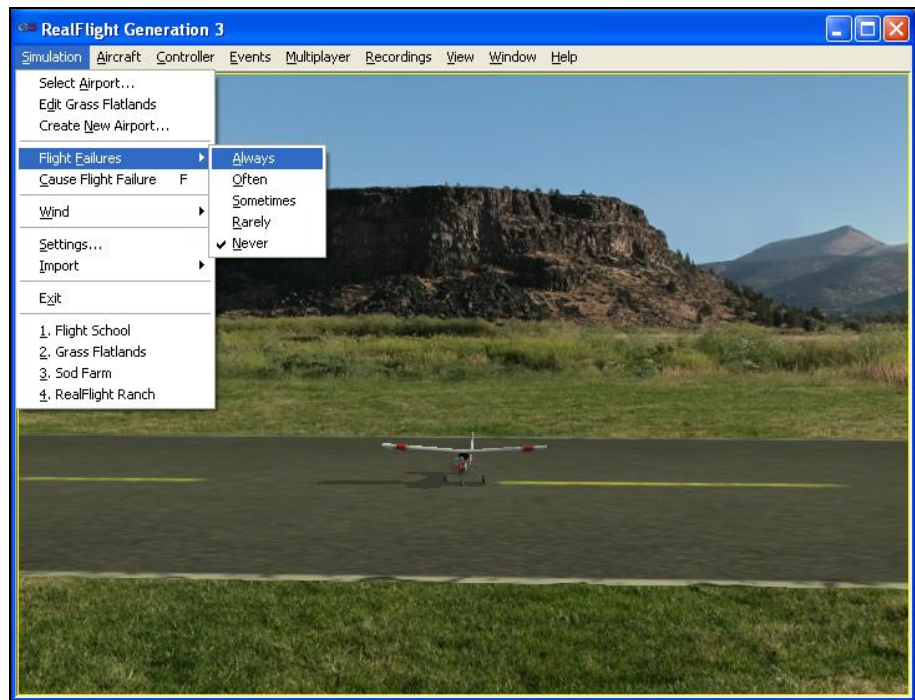 RealFlight Generation 3
Simulation Aircraft Controller Events Multiplayer Recordings View Window Help
Select Airport...
Edit Grass Flatlands
Create New Airport...
Flight Failures
Cause Flight Failure F
Wind
Settings...
Import
Exit
1. Flight School
2. Grass Flatlands
3. Sod Farm
4. RealFlight Ranch
Always
Often
Sometimes
Rarely
Never